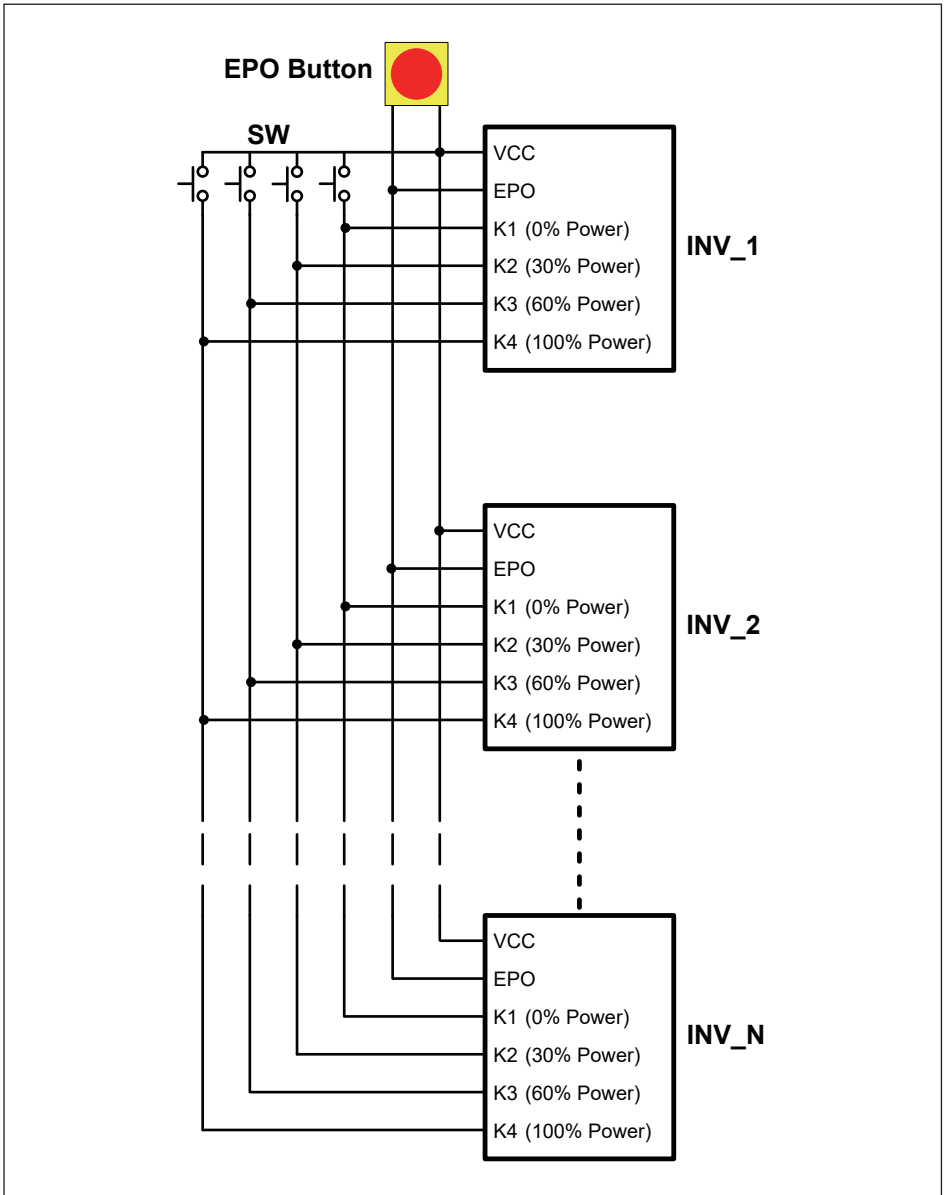 EPO Button
SW
VCC
EPO
K1 (0% Power)
K2 (30% Power)
K3 (60% Power)
K4 (100% Power)
INV_1
VCC
EPO
K1 (0% Power)
K2 (30% Power)
K3 (60% Power)
K4 (100% Power)
INV_2
VCC
EPO
K1 (0% Power)
K2 (30% Power)
K3 (60% Power)
K4 (100% Power)
INV_N